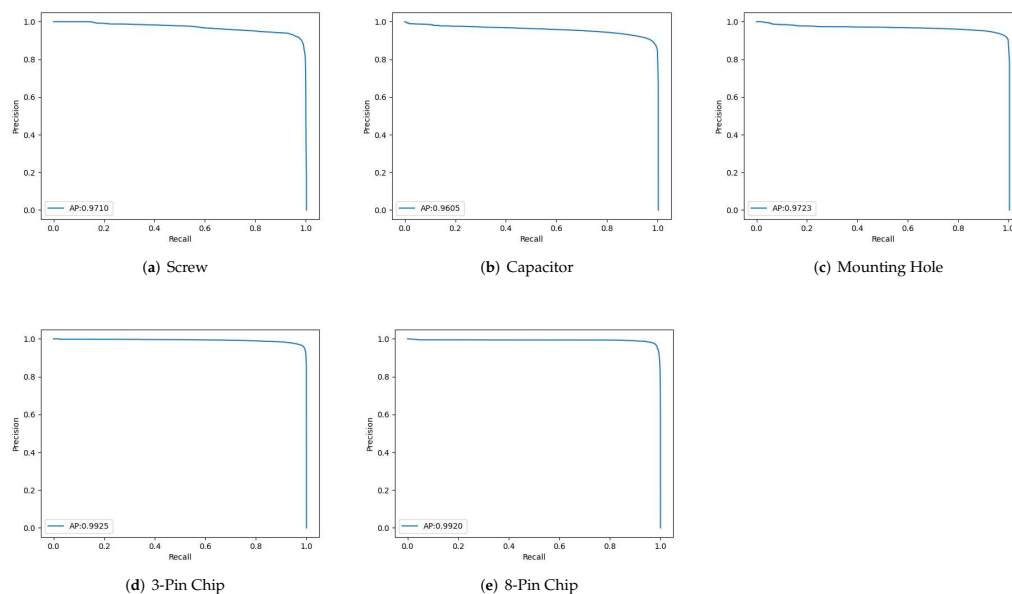 1.0
0.8
0.6
0.4
0.2
0.0
Precision
AP:0.9710
0.0 0.2 0.4 0.6 0.8 1.0
Recall
(a) Screw
1.0
0.8
0.6
0.4
0.2
0.0
Precision
AP:0.9605
0.0 0.2 0.4 0.6 0.8 1.0
Recall
(b) Capacitor
1.0
0.8
0.6
0.4
0.2
0.0
Precision
AP:0.9723
0.0 0.2 0.4 0.6 0.8 1.0
Recall
(c) Mounting Hole
1.0
0.8
0.6
0.4
0.2
0.0
Precision
AP:0.9925
0.0 0.2 0.4 0.6 0.8 1.0
Recall
(d) 3-Pin Chip
1.0
0.8
0.6
0.4
0.2
0.0
Precision
AP:0.9920
0.0 0.2 0.4 0.6 0.8 1.0
Recall
(e) 8-Pin Chip